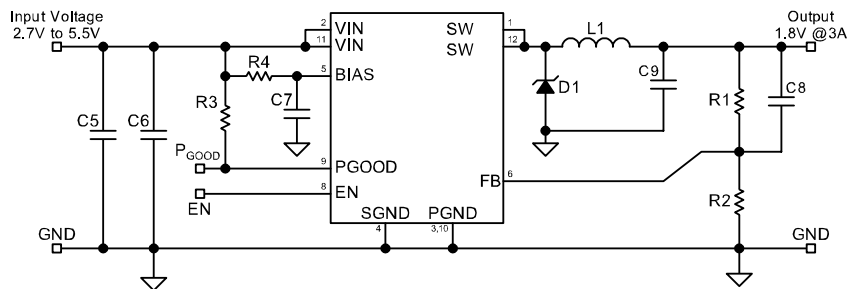 Input Voltage
2.7V to 5.5V
Output
1.8V @3A
2
VIN
11
VIN
SW
1
SW
12
L1
R4
5
BIAS
C7
R3
C5
C6
D1
C9
R1
C8
PGOOD
9
PGOOD
8
EN
EN
FB
6
R2
SGND
PGND
4
3,10
GND
GND